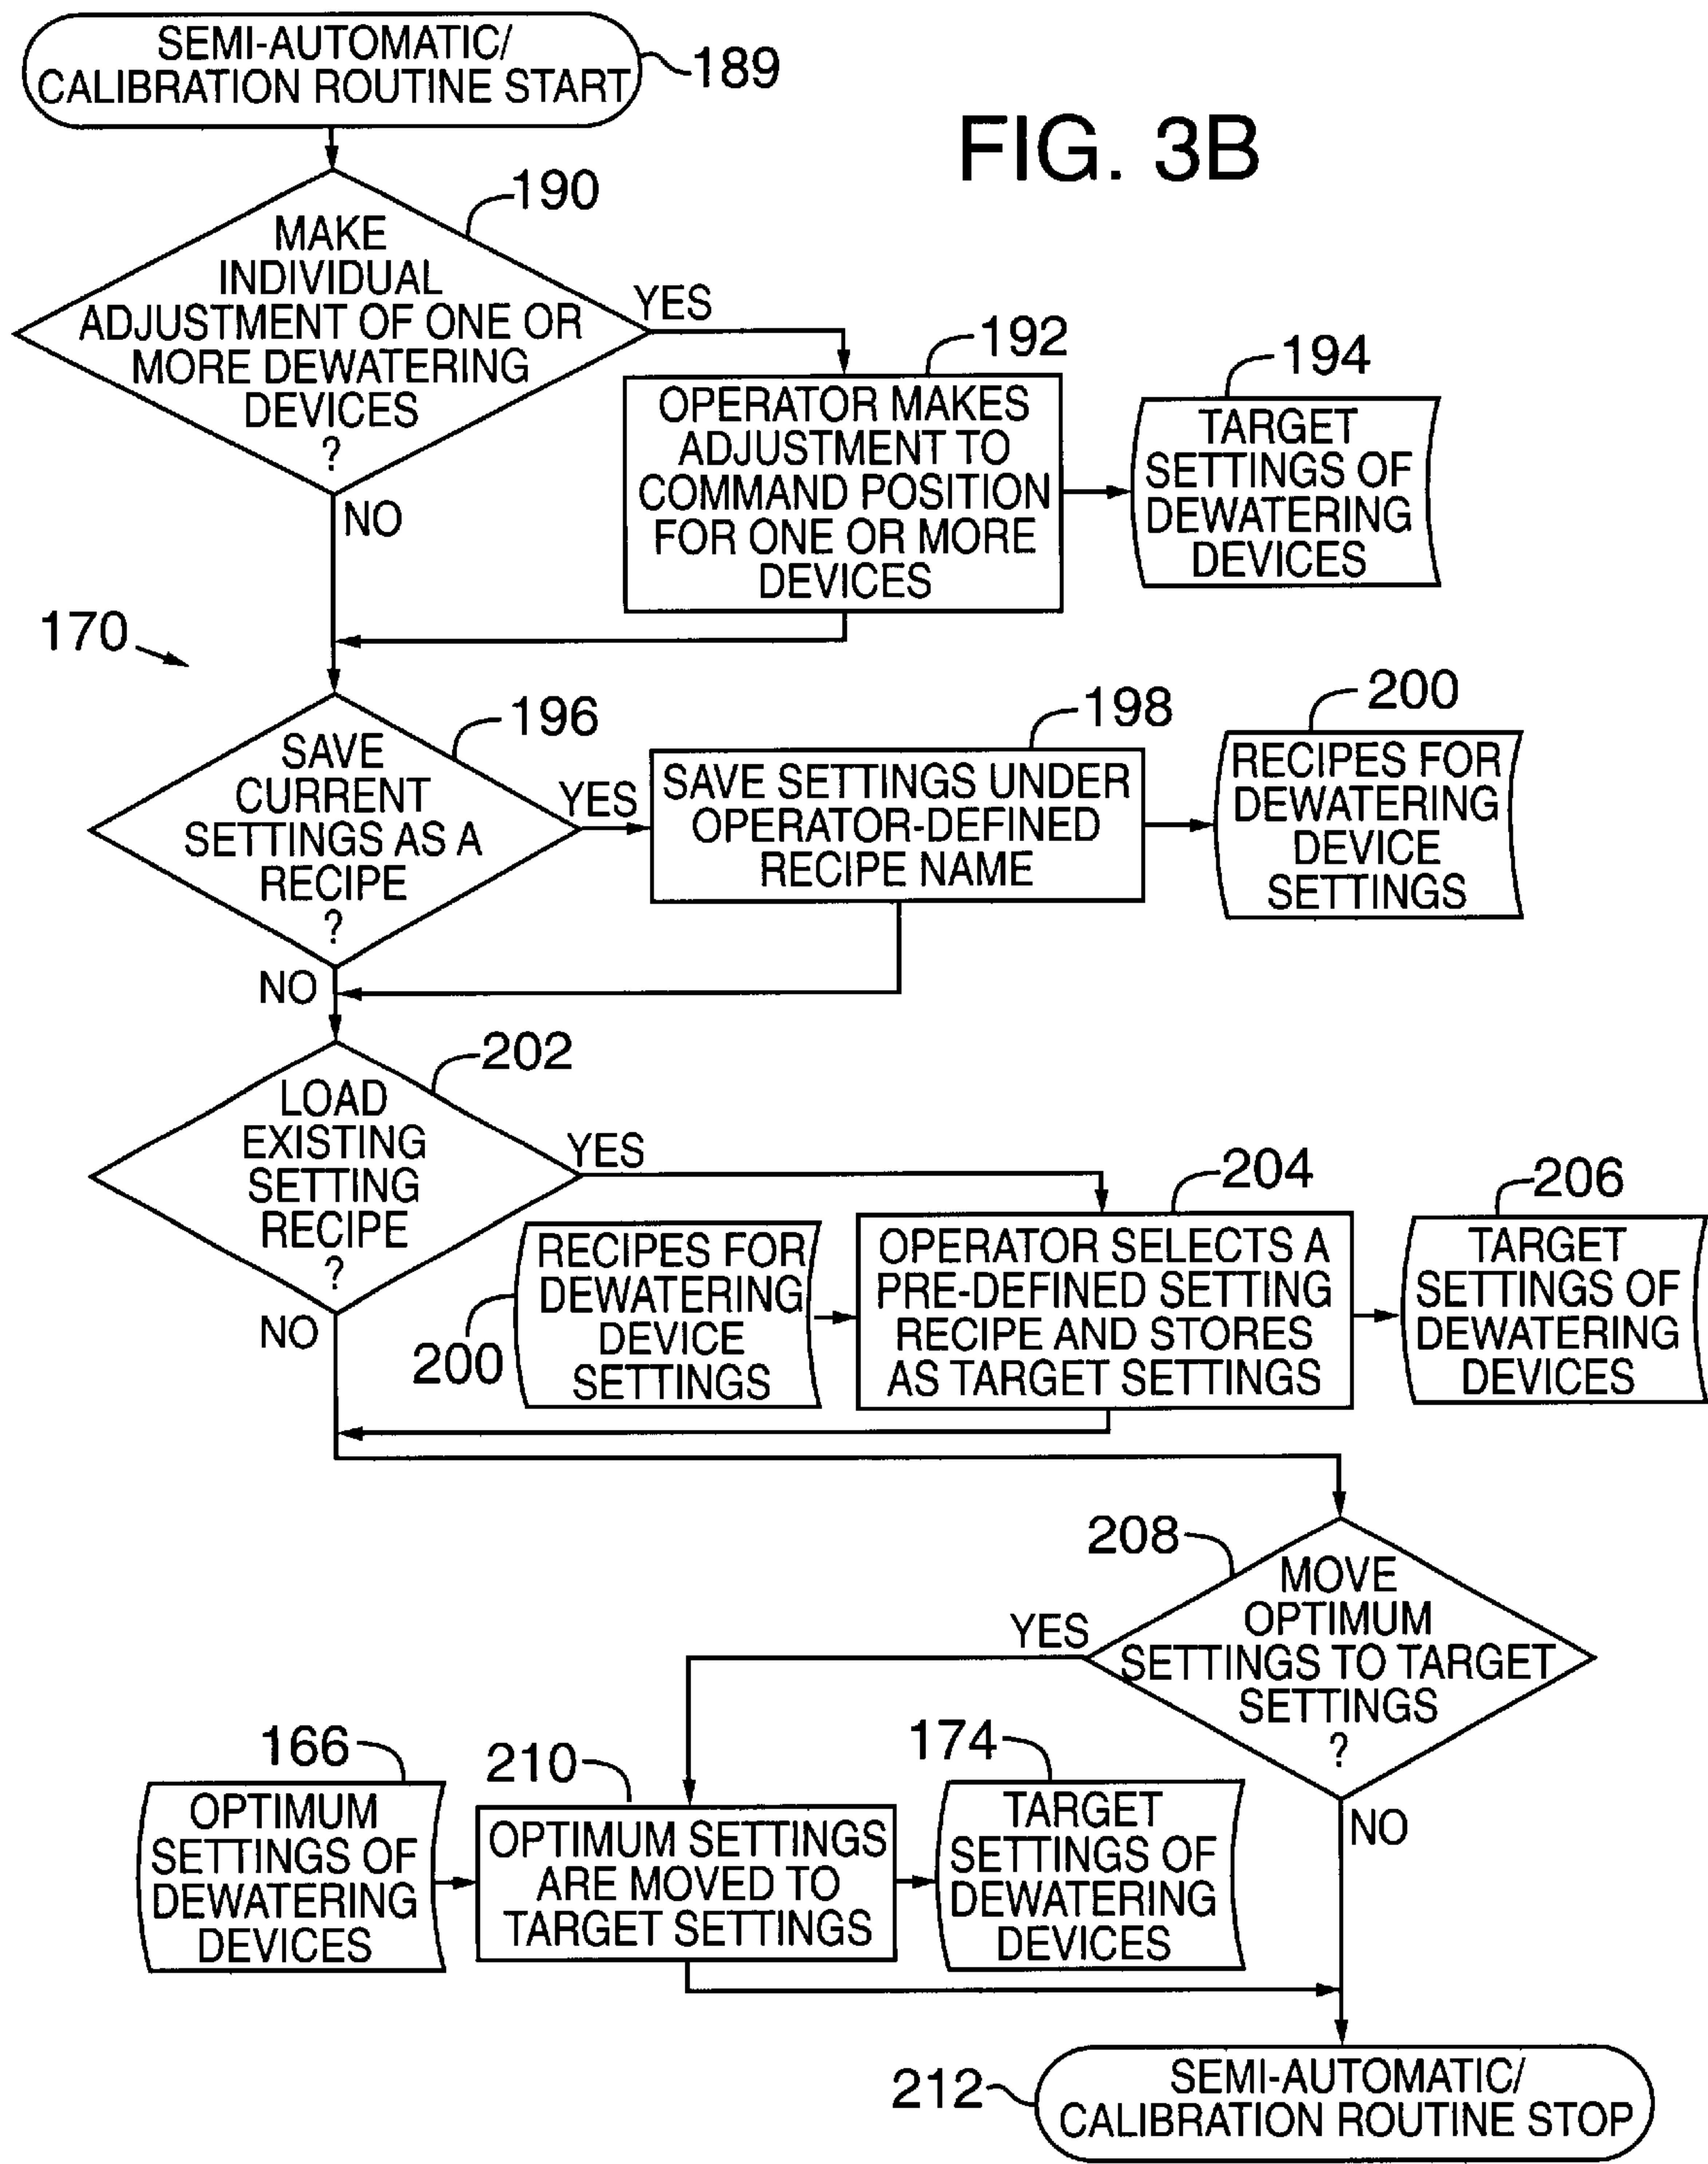 SEMI-AUTOMATIC/
CALIBRATION ROUTINE START
189
FIG. 3B
190
MAKE
INDIVIDUAL
ADJUSTMENT OF ONE OR
MORE DEWATERING
DEVICES
?
YES
NO
192
OPERATOR MAKES
ADJUSTMENT TO
COMMAND POSITION
FOR ONE OR MORE
DEVICES
194
TARGET
SETTINGS OF
DEWATERING
DEVICES
170
196
SAVE
CURRENT
SETTINGS AS A
RECIPE
?
YES
NO
198
SAVE SETTINGS UNDER
OPERATOR-DEFINED
RECIPE NAME
200
RECIPES FOR
DEWATERING
DEVICE
SETTINGS
202
LOAD
EXISTING
SETTING
RECIPE
?
YES
NO
200
RECIPES FOR
DEWATERING
DEVICE
SETTINGS
204
OPERATOR SELECTS A
PRE-DEFINED SETTING
RECIPE AND STORES
AS TARGET SETTINGS
206
TARGET
SETTINGS OF
DEWATERING
DEVICES
208
MOVE
OPTIMUM
SETTINGS TO TARGET
SETTINGS
?
YES
NO
166
OPTIMUM
SETTINGS OF
DEWATERING
DEVICES
210
OPTIMUM SETTINGS
ARE MOVED TO
TARGET SETTINGS
174
TARGET
SETTINGS OF
DEWATERING
DEVICES
212
SEMI-AUTOMATIC/
CALIBRATION ROUTINE STOP